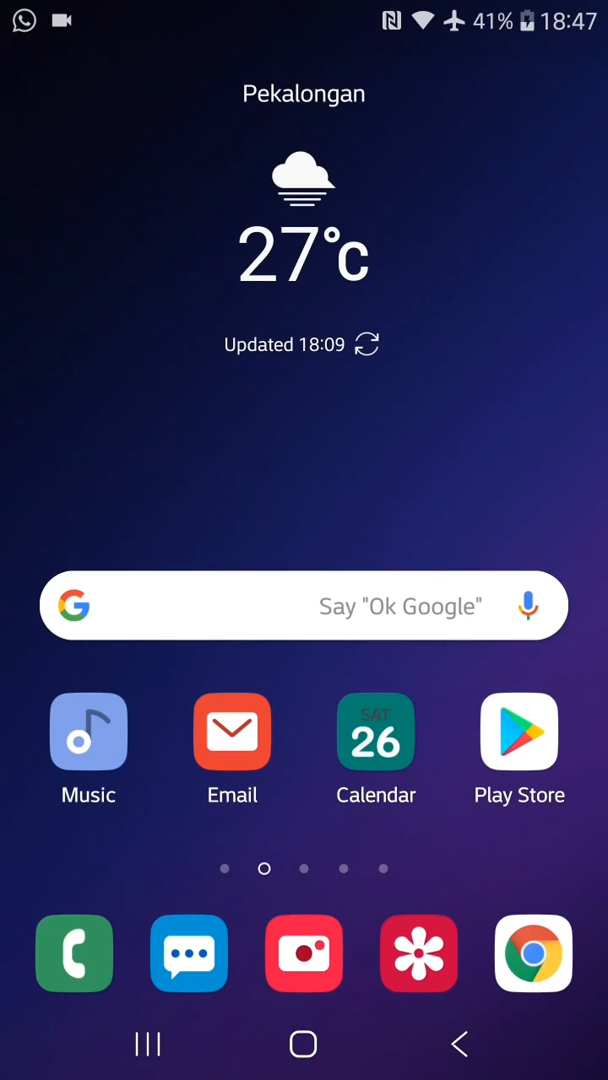 41% 18:47
Pekalongan
27°c
Updated 18:09
Say "Ok Google"
SAT
26
Music Email Calendar Play Store